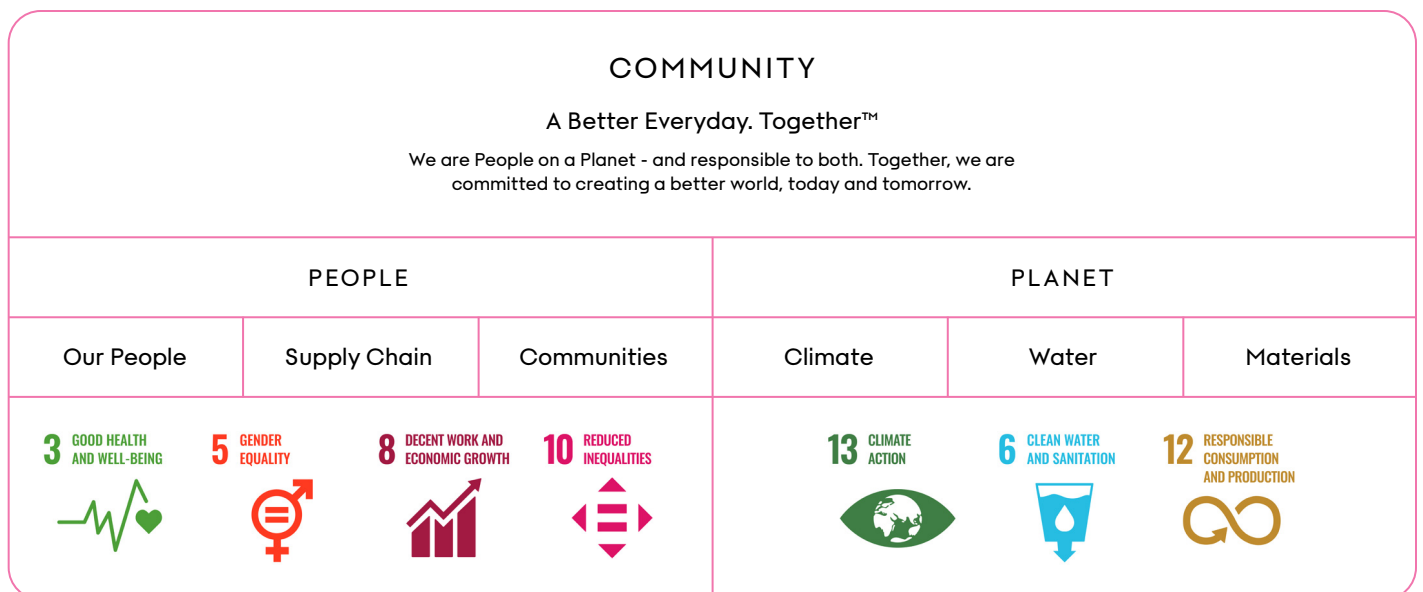 COMMUNITY
A Better Everyday. Together™
We are People on a Planet - and responsible to both. Together, we are
committed to creating a better world, today and tomorrow.
PEOPLE
PLANET
Our People
Supply Chain
Communities
Climate
Water
Materials
3 GOOD HEALTH
AND WELL-BEING
5 GENDER
EQUALITY
8 DECENT WORK AND
ECONOMIC GROWTH
10 REDUCED
INEQUALITIES
13 CLIMATE
ACTION
6 CLEAN WATER
AND SANITATION
12 RESPONSIBLE
CONSUMPTION
AND PRODUCTION